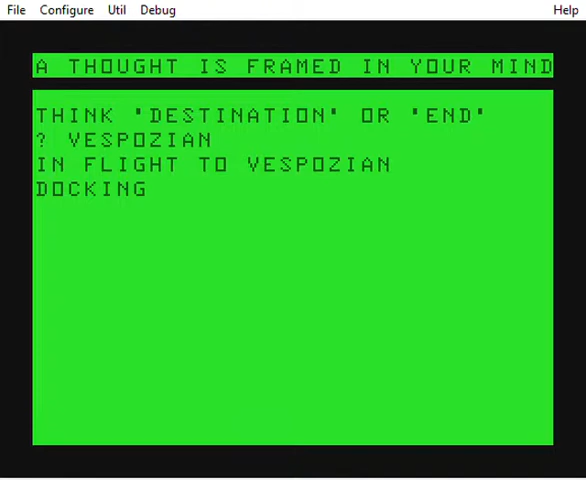 File Configure Util Debug Help
A THOUGHT IS FRAMED IN YOUR MIND
THINK "DESTINATION" OR "END"
? VESPOZIAN
IN FLIGHT TO VESPOZIAN
DOCKING